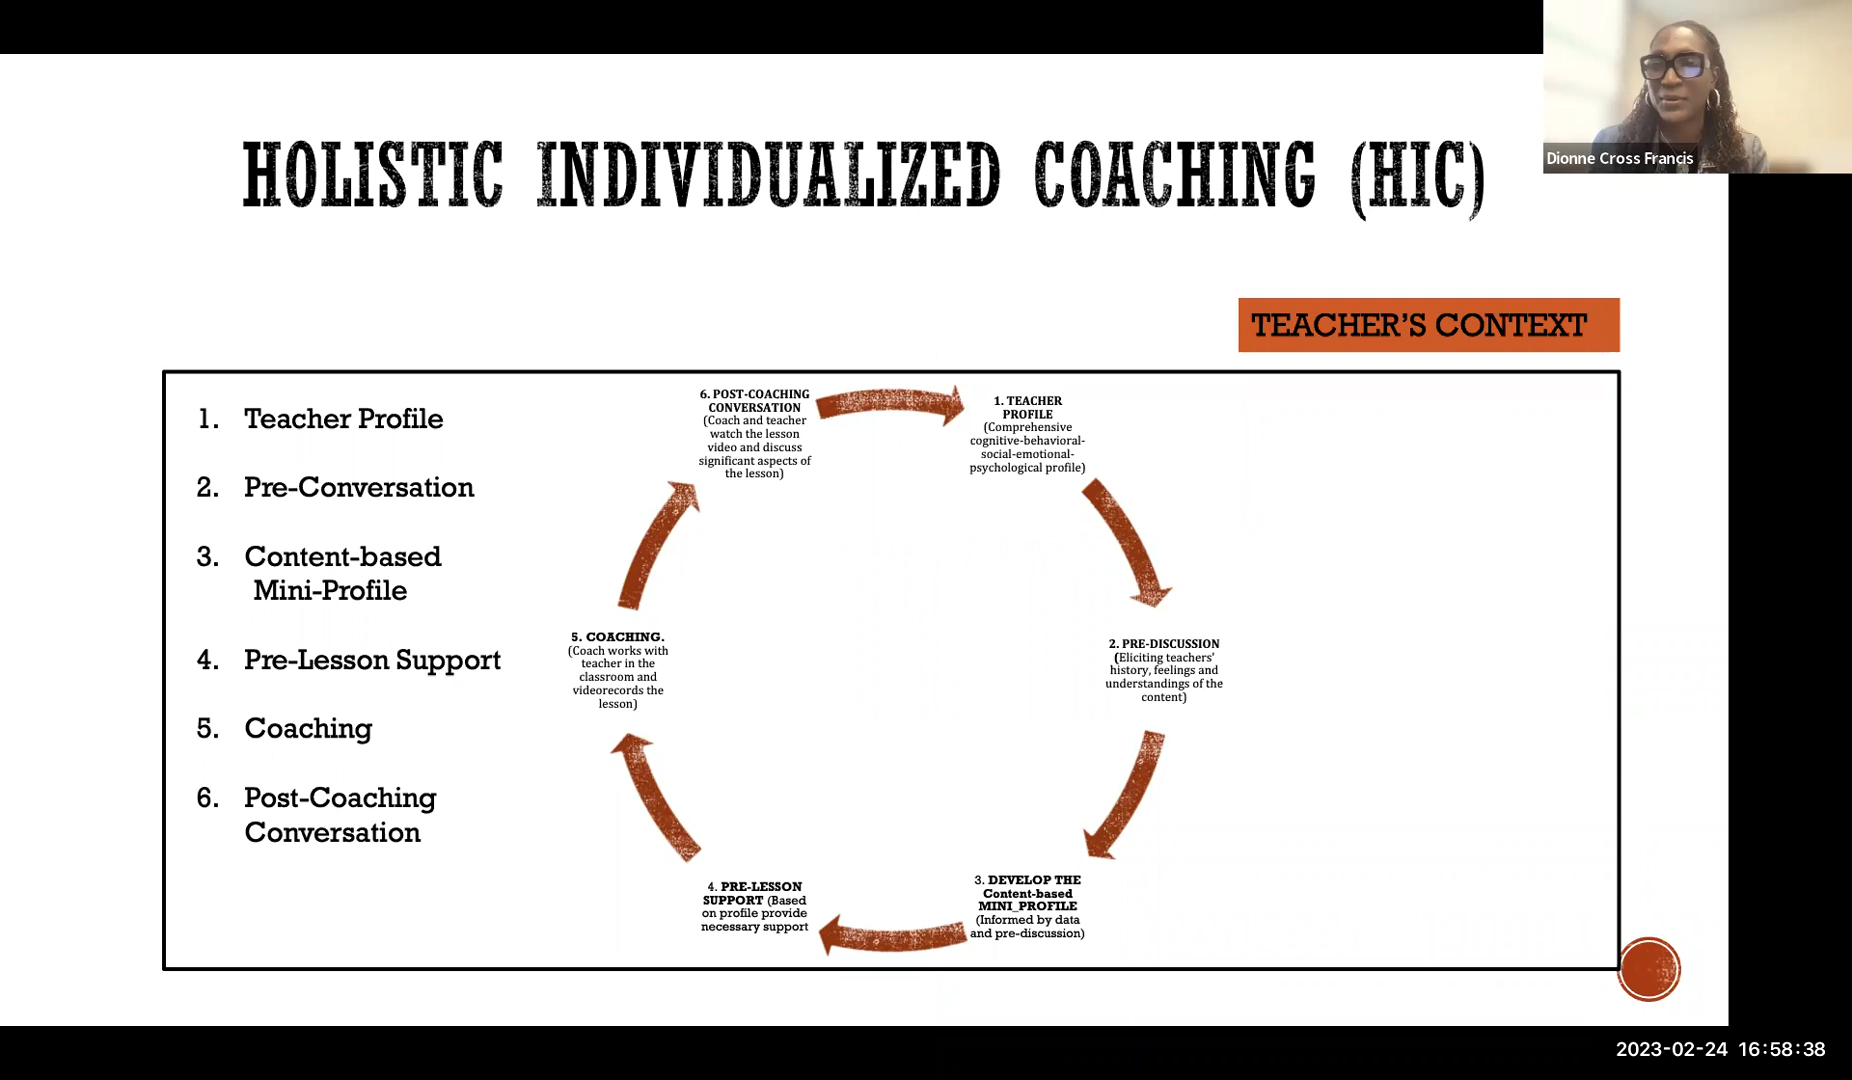 HOLISTIC INDIVIDUALIZED COACHING (HIC)
Dionne Cross Francis
TEACHER'S CONTEXT
1. Teacher Profile
2. Pre-Conversation
3. Content-based
Mini-Profile
4. Pre-Lesson Support
5. Coaching
6. Post-Coaching
Conversation
1. TEACHER
PROFILE
(Comprehensive
cognitive-behavioral-
social-emotional-
psychological profile)
2. PRE-DISCUSSION
(Eliciting teachers'
history, feelings and
understandings of the
content)
3. DEVELOP THE
Content-based
MINI_PROFILE
(Informed by data
and pre-discussion)
4. PRE-LESSON
SUPPORT (Based
on profile provide
necessary support
5. COACHING.
(Coach works with
teacher in the
classroom and
videorecords the
lesson)
6. POST-COACHING
CONVERSATION
(Coach and teacher
watch the lesson
video and discuss
significant aspects of
the lesson)
2023-02-24 16:58:38